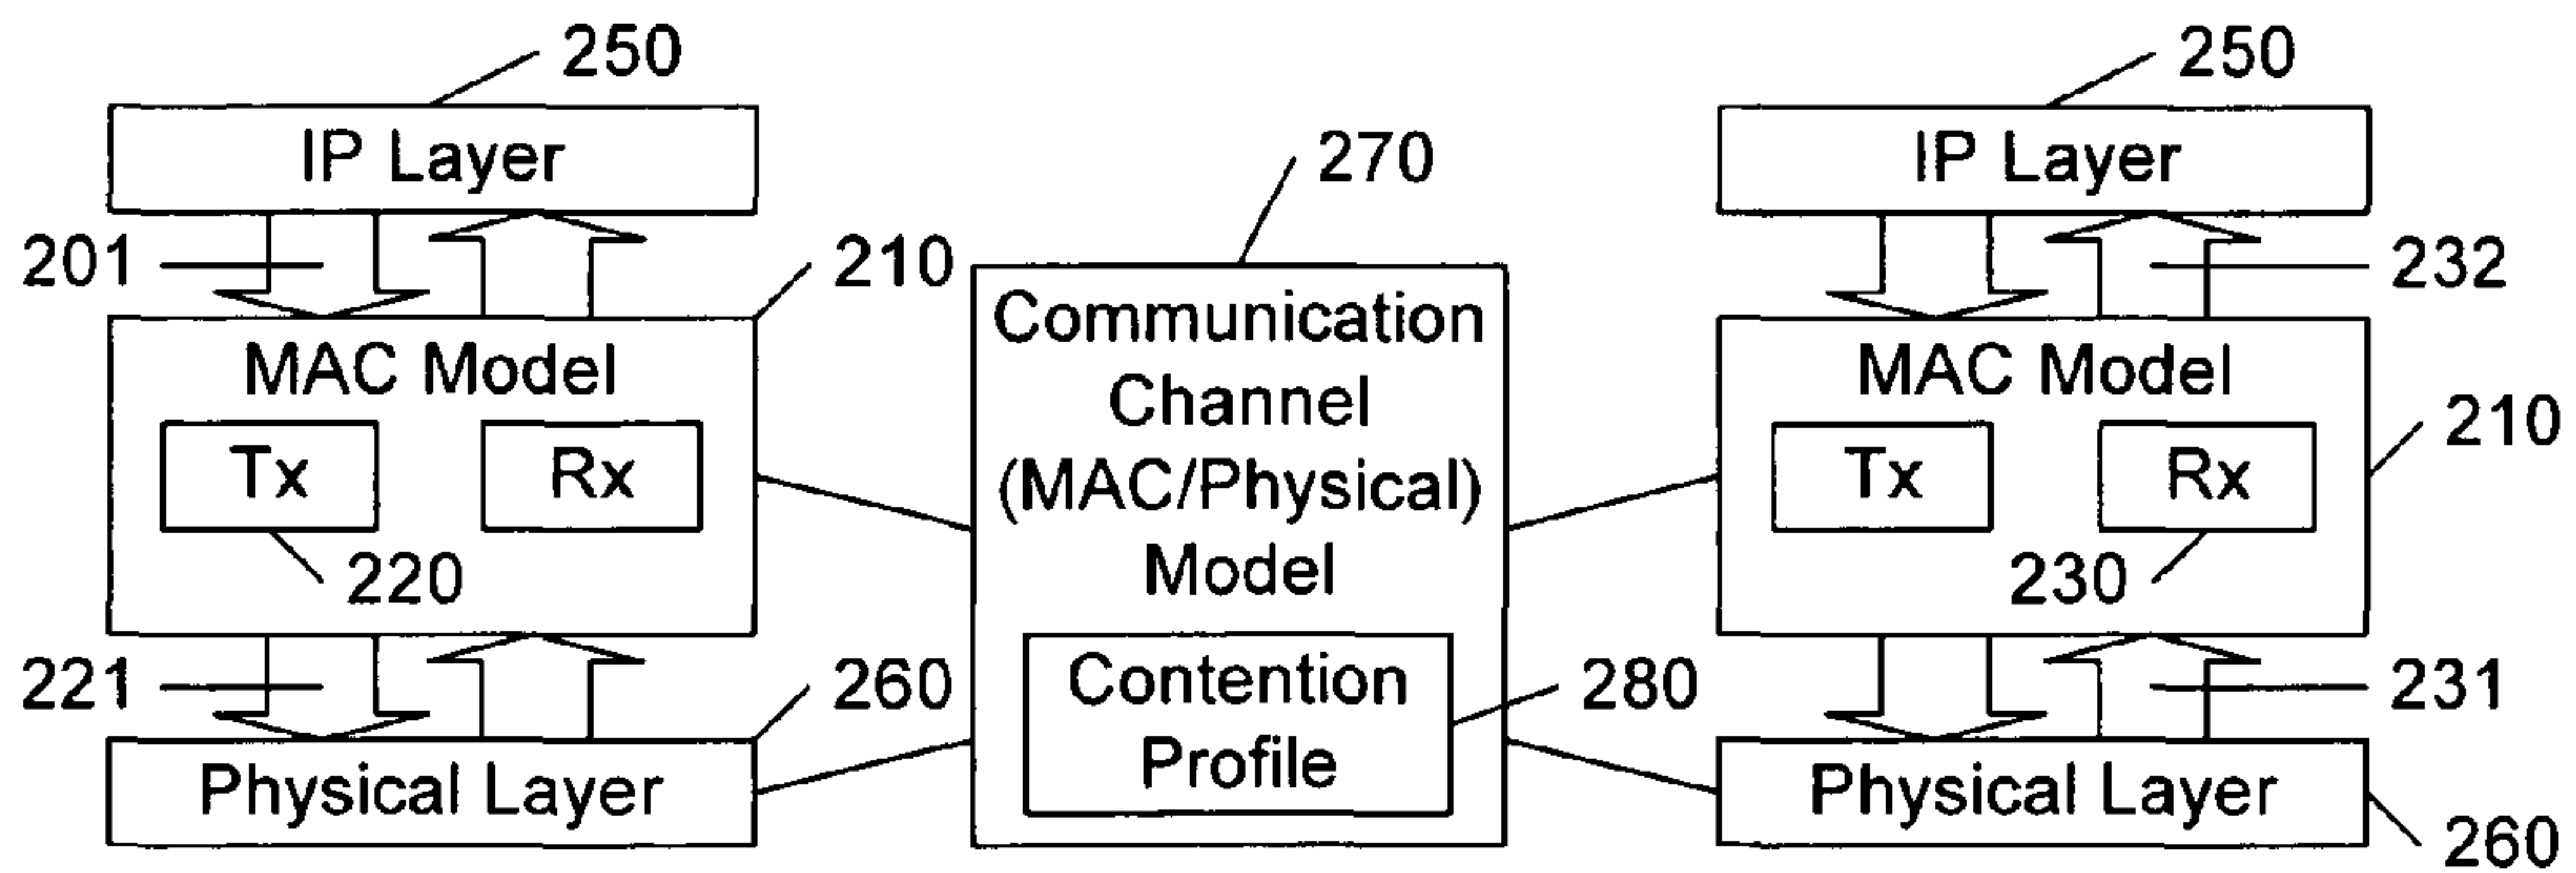 250
IP Layer
201
210
MAC Model
Tx
Rx
220
221
260
Physical Layer
270
Communication
Channel
(MAC/Physical)
Model
Contention
Profile
280
250
IP Layer
232
MAC Model
210
Tx
Rx
230
231
Physical Layer
260